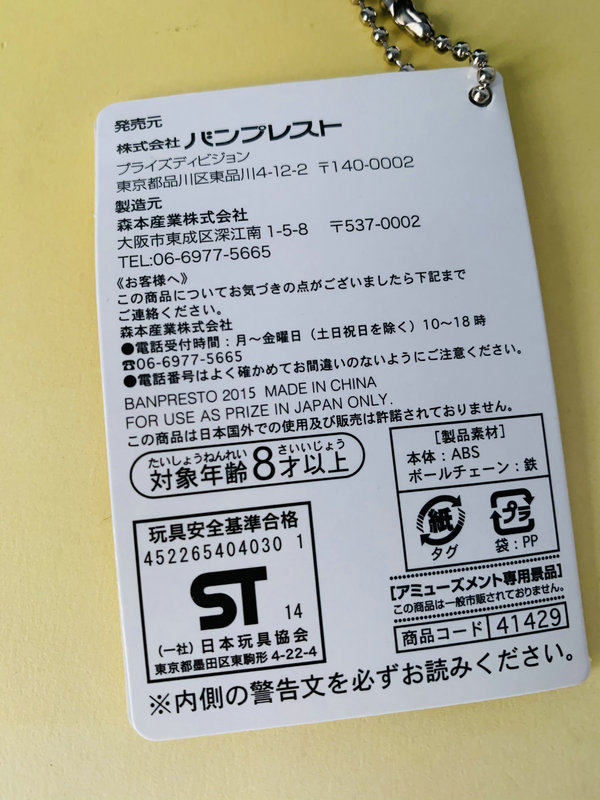 発売元
株式会社 バンプレスト
プライズディビジョン
東京都品川区東品川4-12-2 〒140-0002
製造元
森本産業株式会社
大阪市東成区深江南1-5-8 〒537-0002
TEL:06-6977-5665
《お客様へ》
この商品についてお気づきの点がございましたら下記まで
ご連絡ください。
森本産業株式会社
●電話受付時間：月～金曜日（土日祝日を除く）10～18時
☎06-6977-5665
●電話番号はよく確かめてお間違いのないようにご注意ください。
BANPRESTO 2015 MADE IN CHINA
FOR USE AS PRIZE IN JAPAN ONLY.
この商品は日本国外での使用及び販売は許諾されておりません。
たいしょうねんれい さいいじょう
対象年齢 8才以上
［製品素材］
本体：ABS
ボールチェーン：鉄
紙 プラ
タグ 袋：PP
玩具安全基準合格
452265404030 1
ST 14
(一社) 日本玩具協会
東京都墨田区東駒形 4-22-4
[アミューズメント専用景品]
この商品は一般市販されておりません。
商品コード 41429
※内側の警告文を必ずお読みください。